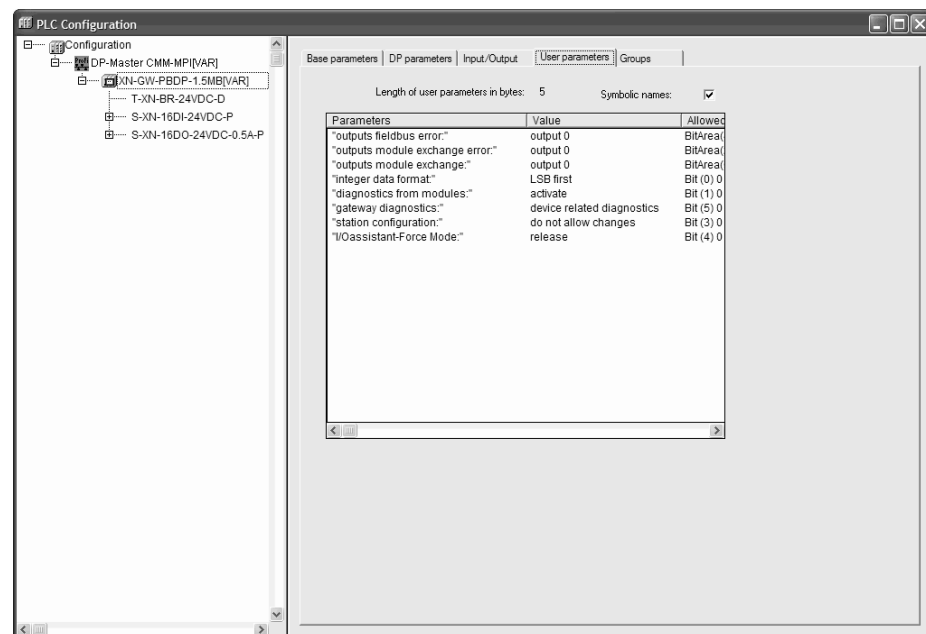 PLC Configuration
Configuration
DP-Master CMM-MPI[VAR]
XN-GW-PBDP-1.5MB[VAR]
T-XN-BR-24VDC-D
S-XN-16DI-24VDC-P
S-XN-16DO-24VDC-0.5A-P
Base parameters DP parameters Input/Output User parameters Groups
Length of user parameters in bytes: 5 Symbolic names:
Parameters Value Allowed
"outputs fieldbus error:" output 0 BitArea(
"outputs module exchange error:" output 0 BitArea(
"outputs module exchange:" output 0 BitArea(
"integer data format:" LSB first Bit (0) 0
"diagnostics from modules:" activate Bit (1) 0
"gateway diagnostics:" device related diagnostics Bit (5) 0
"station configuration:" do not allow changes Bit (3) 0
"I/Oassistant-Force Mode:" release Bit (4) 0